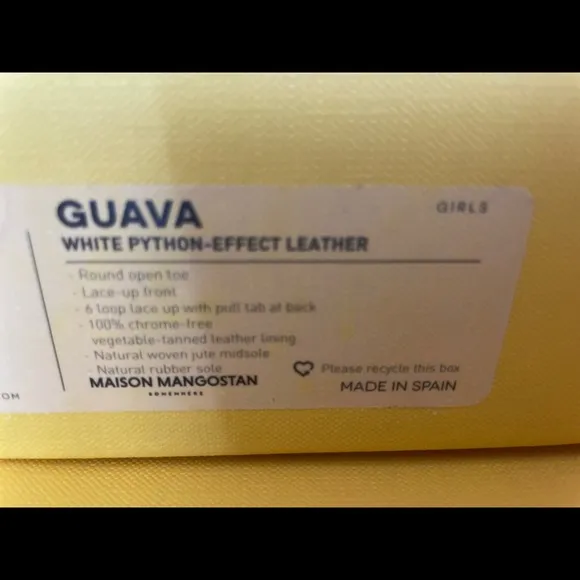 GUAVA
GIRLS
WHITE PYTHON-EFFECT LEATHER
- Round open toe
- Lace-up front
- 6 loop lace up with pull tab at back
- 100% chrome-free
vegetable-tanned leather lining
- Natural woven jute midsole
- Natural rubber sole
Please recycle this box
MAISON MANGOSTAN
MADE IN SPAIN
OM